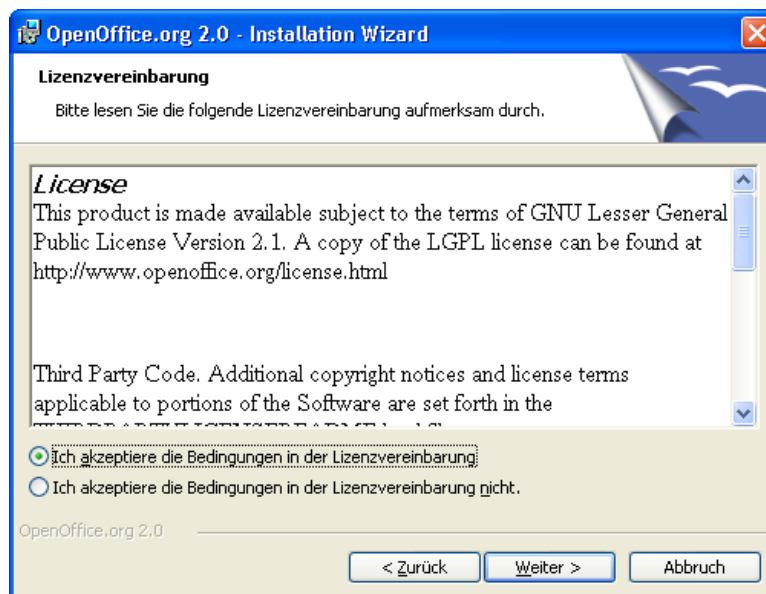 OpenOffice.org 2.0 - Installation Wizard
Lizenzvereinbarung
Bitte lesen Sie die folgende Lizenzvereinbarung aufmerksam durch.
License
This product is made available subject to the terms of GNU Lesser General
Public License Version 2.1. A copy of the LGPL license can be found at
http://www.openoffice.org/license.html
Third Party Code. Additional copyright notices and license terms
applicable to portions of the Software are set forth in the
Ich akzeptiere die Bedingungen in der Lizenzvereinbarung
Ich akzeptiere die Bedingungen in der Lizenzvereinbarung nicht.
OpenOffice.org 2.0
< Zurück
Weiter >
Abbruch